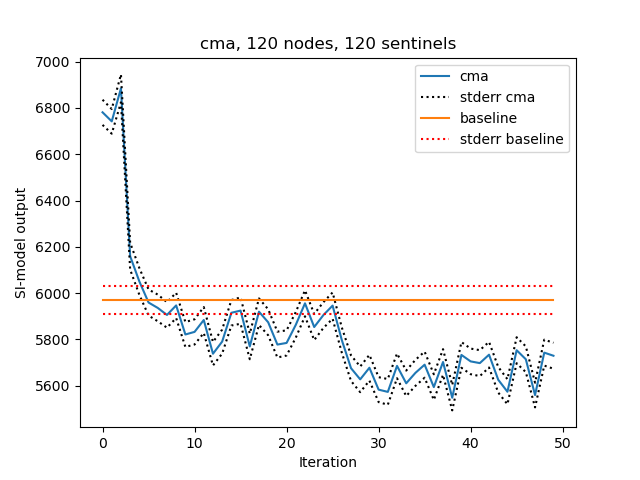 cma, 120 nodes, 120 sentinels
7000
6800
6600
6400
6200
6000
5800
5600
SI-model output
cma
stderr cma
baseline
stderr baseline
0 10 20 30 40 50
Iteration